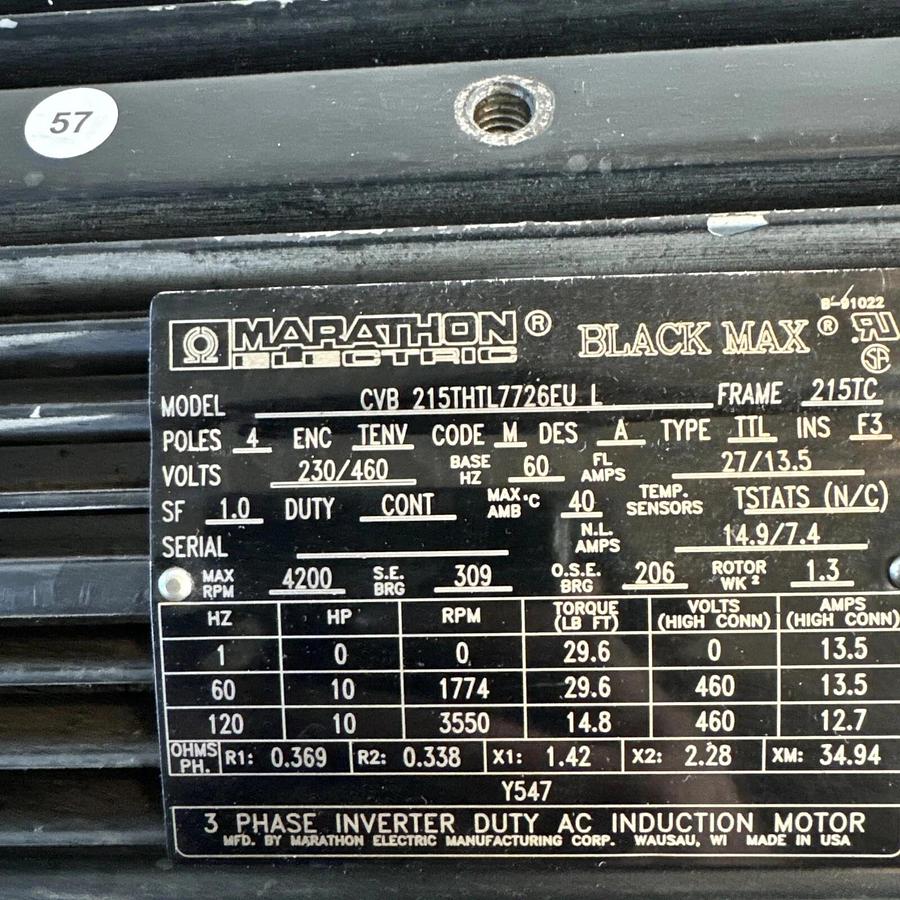 57
B-91022
MARATHON ® BLACK MAX ®
ELECTRIC
MODEL CVB 215THTL7726EU L FRAME 215TC
POLES 4 ENC TENV CODE M DES A TYPE TTL INS F3
VOLTS 230/460 BASE HZ 60 FL AMPS 27/13.5
SF 1.0 DUTY CONT MAX AMB °C 40 TEMP. SENSORS TSTATS (N/C)
SERIAL N.L. AMPS 14.9/7.4
MAX RPM 4200 S.E. BRG 309 O.S.E. BRG 206 ROTOR WK² 1.3
HZ HP RPM TORQUE (LB FT) VOLTS (HIGH CONN) AMPS (HIGH CONN)
1 0 0 29.6 0 13.5
60 10 1774 29.6 460 13.5
120 10 3550 14.8 460 12.7
OHMS PH. R1: 0.369 R2: 0.338 X1: 1.42 X2: 2.28 XM: 34.94
Y547
3 PHASE INVERTER DUTY AC INDUCTION MOTOR
MFD. BY MARATHON ELECTRIC MANUFACTURING CORP. WAUSAU, WI MADE IN USA